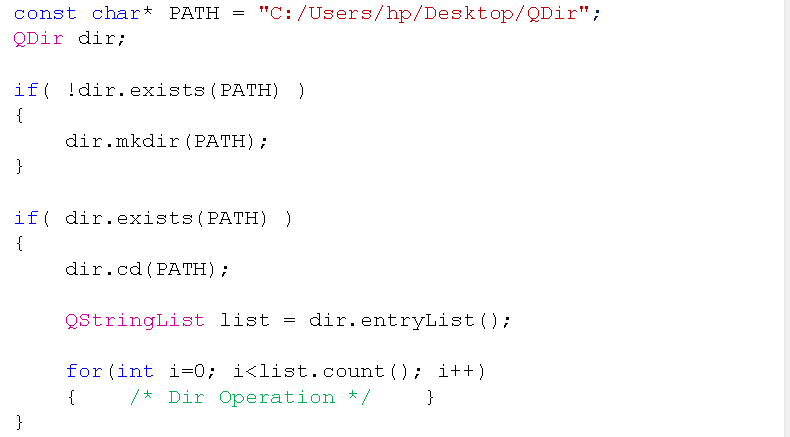 const char* PATH = "C:/Users/hp/Desktop/QDir";
QDir dir;
if( !dir.exists(PATH) )
{
    dir.mkdir(PATH);
}
if( dir.exists(PATH) )
{
    dir.cd(PATH);
    QStringList list = dir.entryList();
    for(int i=0; i<list.count(); i++)
    {    /* Dir Operation */    }
}